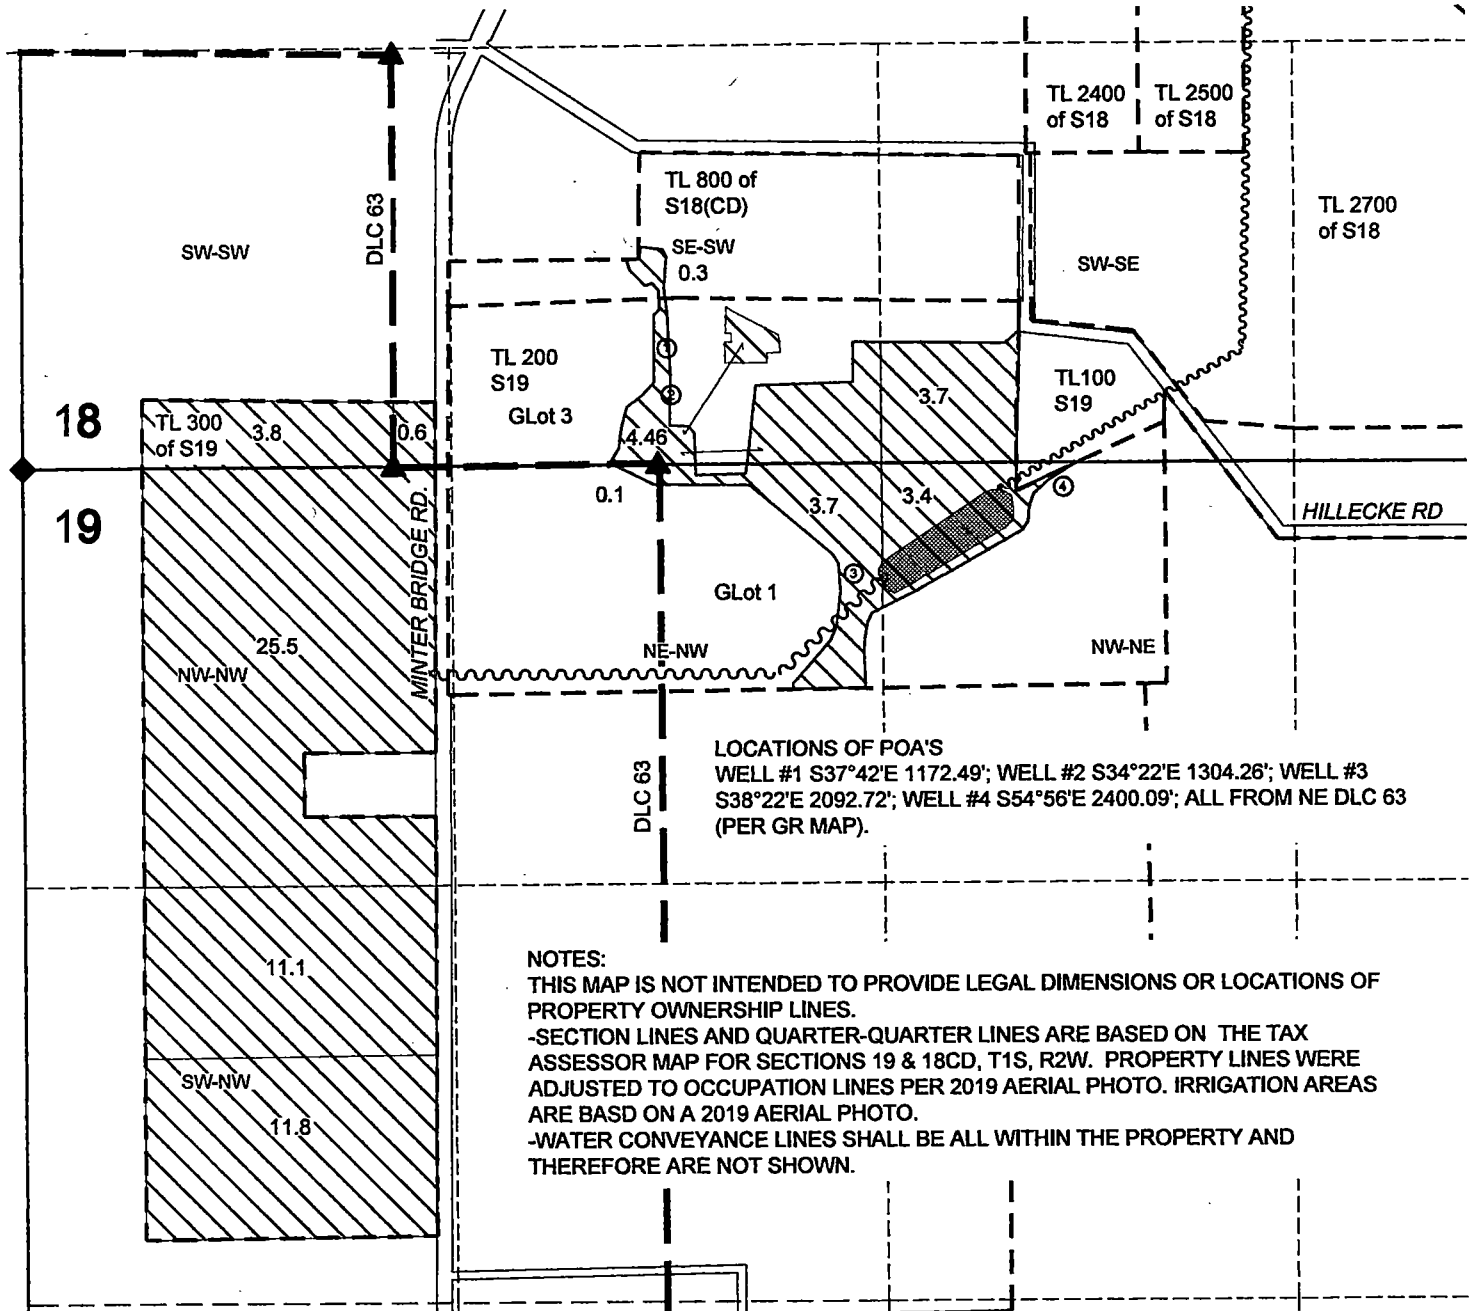 TL 2400
of S18
TL 2500
of S18
TL 800 of
S18(CD)
TL 2700
of S18
DLC 63
SW-SW
SE-SW
0.3
SW-SE
1
TL 200
S19
GLot 3
2
TL100
S19
3.7
18
TL 300
of S19
3.8
0.6
4.46
19
0.1
3.7
3.4
4
HILLECKE RD
MINTER BRIDGE RD.
3
GLot 1
25.5
NW-NW
NE-NW
NW-NE
LOCATIONS OF POA'S
WELL #1 S37°42'E 1172.49'; WELL #2 S34°22'E 1304.26'; WELL #3
S38°22'E 2092.72'; WELL #4 S54°56'E 2400.09'; ALL FROM NE DLC 63
(PER GR MAP).
DLC 63
11.1
NOTES:
THIS MAP IS NOT INTENDED TO PROVIDE LEGAL DIMENSIONS OR LOCATIONS OF
PROPERTY OWNERSHIP LINES.
-SECTION LINES AND QUARTER-QUARTER LINES ARE BASED ON THE TAX
ASSESSOR MAP FOR SECTIONS 19 & 18CD, T1S, R2W. PROPERTY LINES WERE
ADJUSTED TO OCCUPATION LINES PER 2019 AERIAL PHOTO. IRRIGATION AREAS
ARE BASD ON A 2019 AERIAL PHOTO.
-WATER CONVEYANCE LINES SHALL BE ALL WITHIN THE PROPERTY AND
THEREFORE ARE NOT SHOWN.
SW-NW
11.8